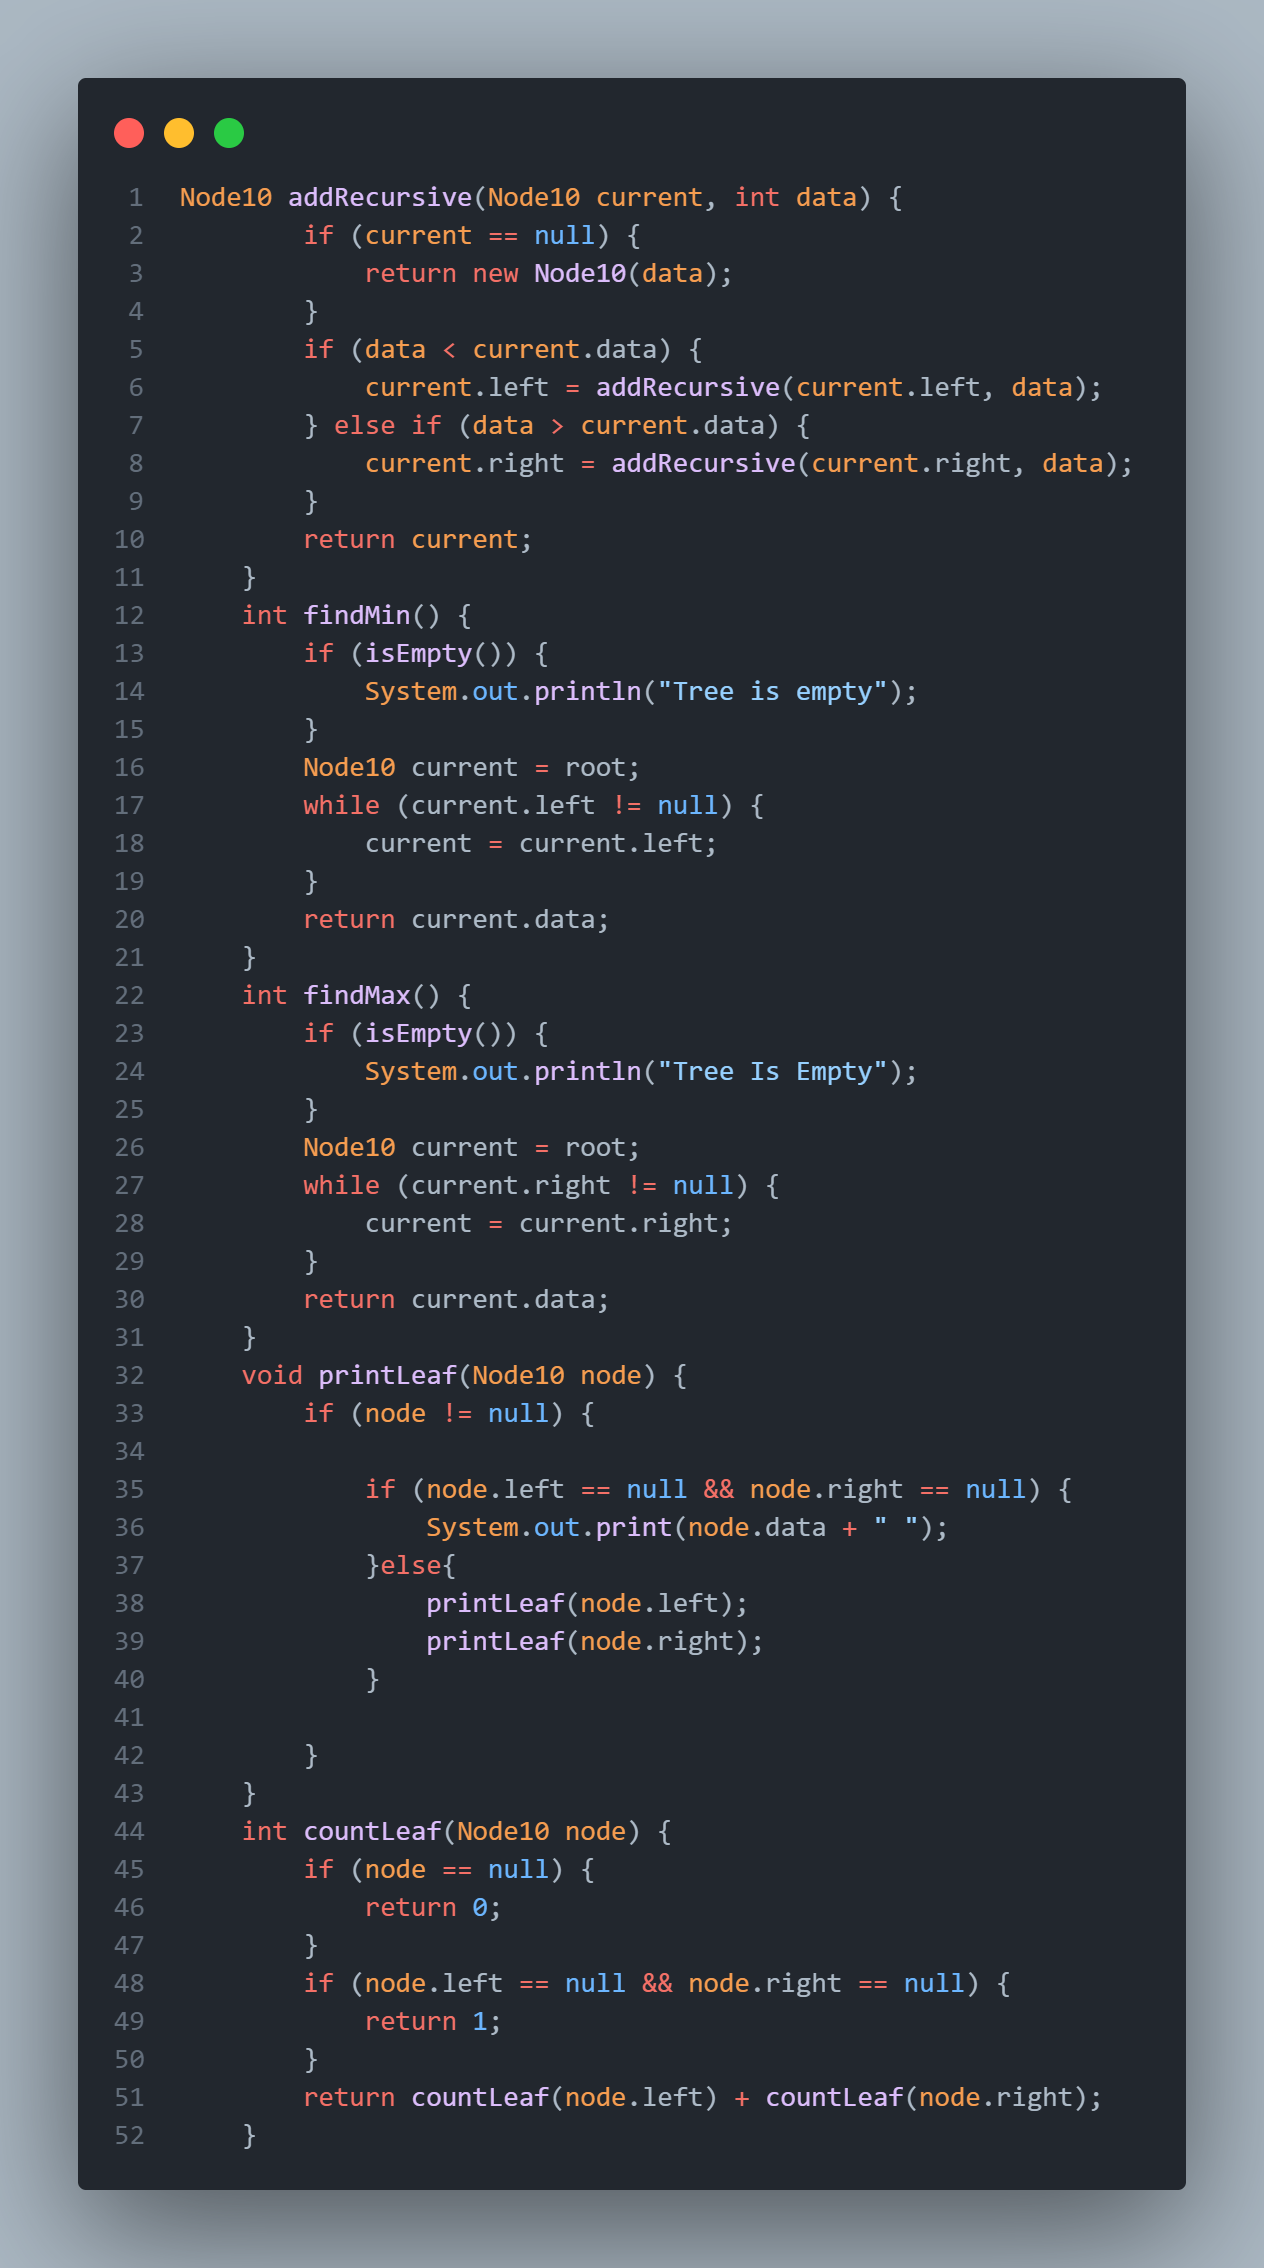 1 Node10 addRecursive(Node10 current, int data) {
2         if (current == null) {
3             return new Node10(data);
4         }
5         if (data < current.data) {
6             current.left = addRecursive(current.left, data);
7         } else if (data > current.data) {
8             current.right = addRecursive(current.right, data);
9         }
10         return current;
11     }
12     int findMin() {
13         if (isEmpty()) {
14             System.out.println("Tree is empty");
15         }
16         Node10 current = root;
17         while (current.left != null) {
18             current = current.left;
19         }
20         return current.data;
21     }
22     int findMax() {
23         if (isEmpty()) {
24             System.out.println("Tree Is Empty");
25         }
26         Node10 current = root;
27         while (current.right != null) {
28             current = current.right;
29         }
30         return current.data;
31     }
32     void printLeaf(Node10 node) {
33         if (node != null) {
34
35             if (node.left == null && node.right == null) {
36                 System.out.print(node.data + " ");
37             }else{
38                 printLeaf(node.left);
39                 printLeaf(node.right);
40             }
41
42         }
43     }
44     int countLeaf(Node10 node) {
45         if (node == null) {
46             return 0;
47         }
48         if (node.left == null && node.right == null) {
49             return 1;
50         }
51         return countLeaf(node.left) + countLeaf(node.right);
52     }